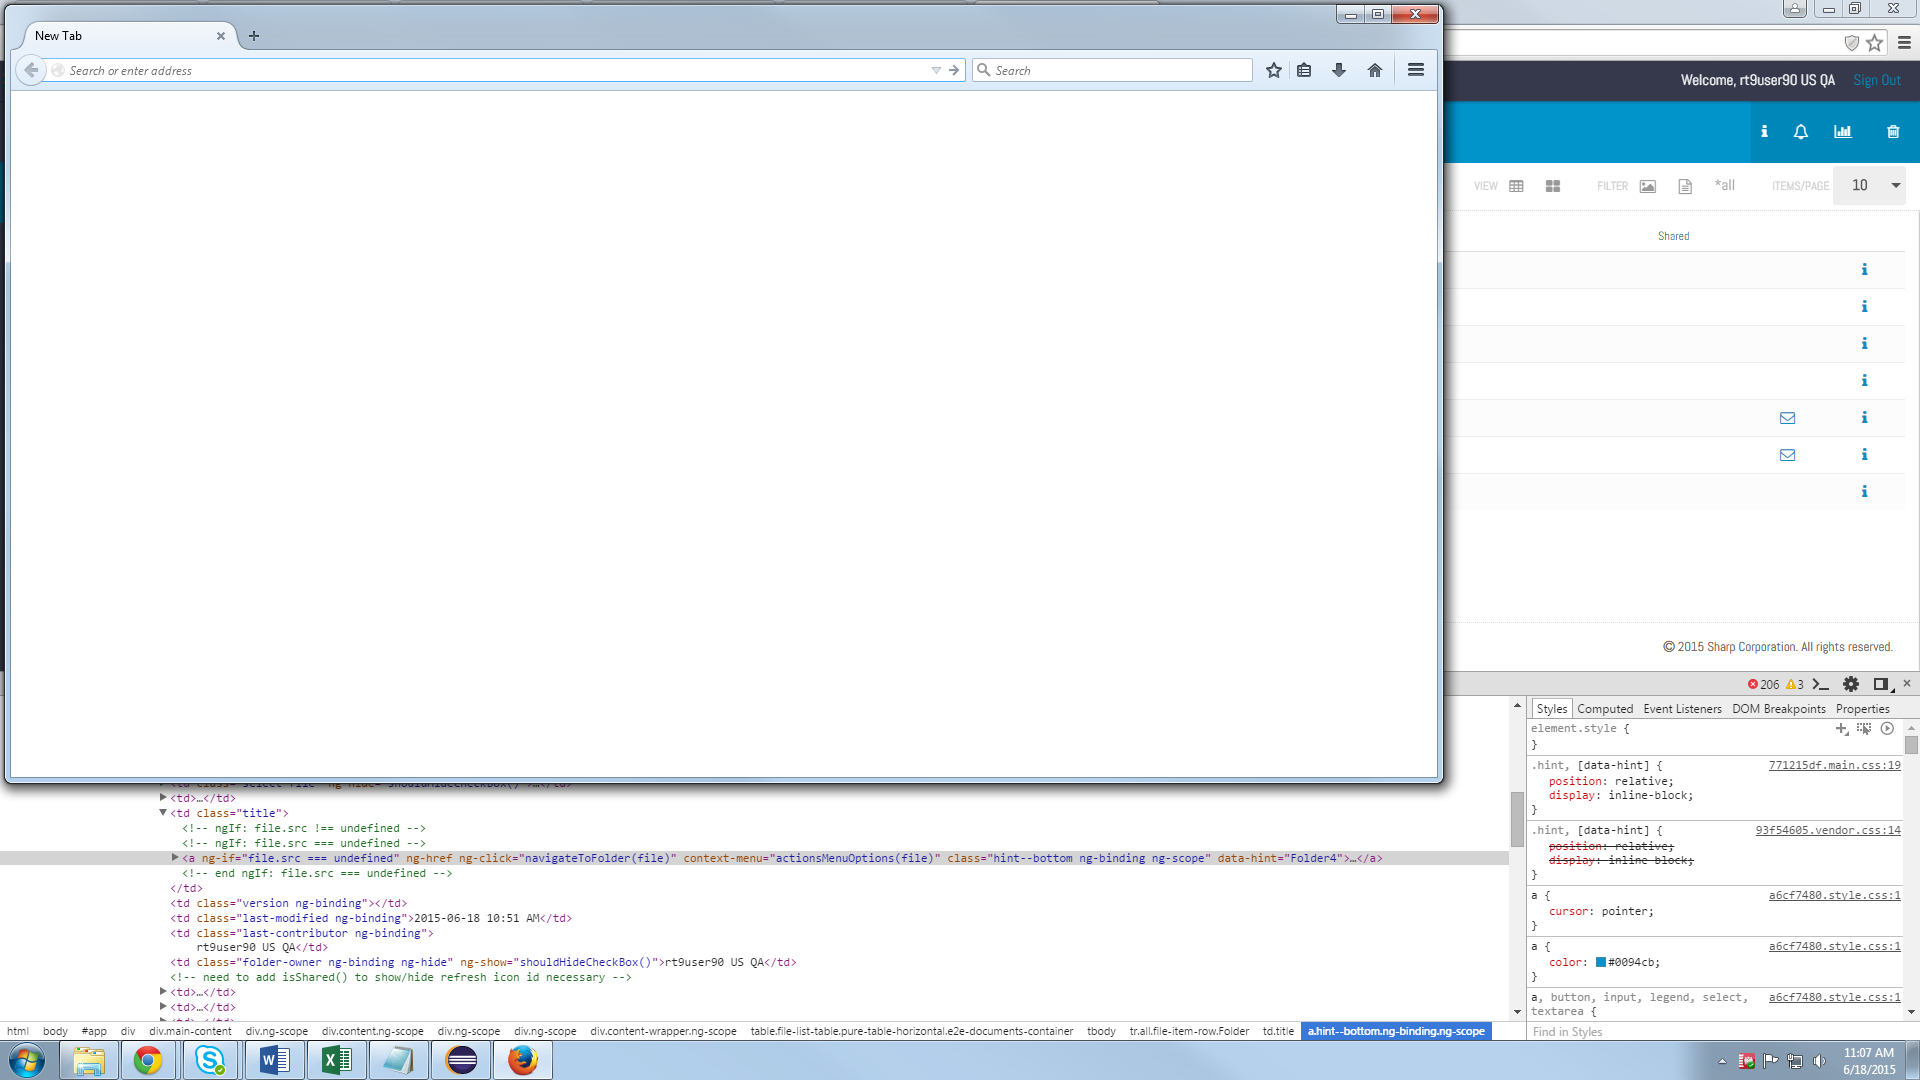 New Tab
Search or enter address
Search
Welcome, rt9user90 US QA Sign Out
VIEW FILTER *all ITEMS/PAGE 10
Shared
© 2015 Sharp Corporation. All rights reserved.
206 3
Styles Computed Event Listeners DOM Breakpoints Properties
element.style {
}
.hint, [data-hint] { 771215df.main.css:19
position: relative;
display: inline-block;
}
.hint, [data-hint] { 93f54605.vendor.css:14
position: relative;
display: inline-block;
}
a { a6cf7480.style.css:1
cursor: pointer;
}
a { a6cf7480.style.css:1
color: #0094cb;
}
a, button, input, legend, select, a6cf7480.style.css:1
textarea {
Find in Styles
<td>…</td>
<td class="title">
<!-- ngIf: file.src !== undefined -->
<!-- ngIf: file.src === undefined -->
<a ng-if="file.src === undefined" ng-href ng-click="navigateToFolder(file)" context-menu="actionsMenuOptions(file)" class="hint--bottom ng-binding ng-scope" data-hint="Folder4">…</a>
<!-- end ngIf: file.src === undefined -->
</td>
<td class="version ng-binding"></td>
<td class="last-modified ng-binding">2015-06-18 10:51 AM</td>
<td class="last-contributor ng-binding">
rt9user90 US QA</td>
<td class="folder-owner ng-binding ng-hide" ng-show="shouldHideCheckBox()">rt9user90 US QA</td>
<!-- need to add isShared() to show/hide refresh icon id necessary -->
<td>…</td>
<td>…</td>
html body #app div div.main-content div.ng-scope div.content.ng-scope div.ng-scope div.ng-scope div.content-wrapper.ng-scope table.file-list-table.pure-table-horizontal.e2e-documents-container tbody tr.all.file-item-row.Folder td.title a.hint--bottom.ng-binding.ng-scope
11:07 AM
6/18/2015